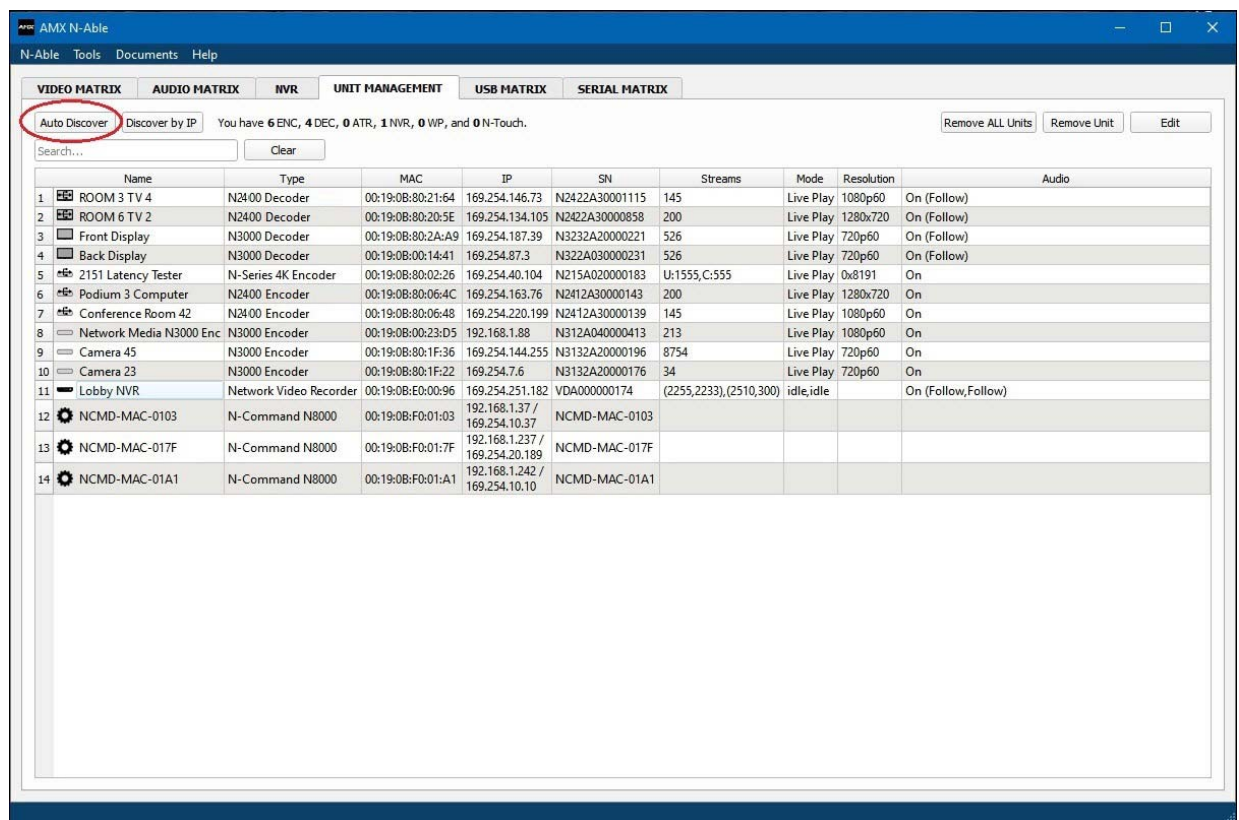 AMX AMX N-Able
N-Able Tools Documents Help
VIDEO MATRIX AUDIO MATRIX NVR UNIT MANAGEMENT USB MATRIX SERIAL MATRIX
Auto Discover Discover by IP You have 6 ENC, 4 DEC, 0 ATR, 1 NVR, 0 WP, and 0 N-Touch. Remove ALL Units Remove Unit Edit
Search... Clear
Name Type MAC IP SN Streams Mode Resolution Audio
1 ROOM 3 TV 4 N2400 Decoder 00:19:0B:80:21:64 169.254.146.73 N2422A30001115 145 Live Play 1080p60 On (Follow)
2 ROOM 6 TV 2 N2400 Decoder 00:19:0B:80:20:5E 169.254.134.105 N2422A30000858 200 Live Play 1280x720 On (Follow)
3 Front Display N3000 Decoder 00:19:0B:80:2A:A9 169.254.187.39 N3232A20000221 526 Live Play 720p60 On (Follow)
4 Back Display N3000 Decoder 00:19:0B:00:14:41 169.254.87.3 N322A030000231 526 Live Play 720p60 On (Follow)
5 2151 Latency Tester N-Series 4K Encoder 00:19:0B:80:02:26 169.254.40.104 N215A020000183 U:1555,C:555 Live Play 0x8191 On
6 Podium 3 Computer N2400 Encoder 00:19:0B:80:06:4C 169.254.163.76 N2412A30000143 200 Live Play 1280x720 On
7 Conference Room 42 N2400 Encoder 00:19:0B:80:06:48 169.254.220.199 N2412A30000139 145 Live Play 1080p60 On
8 Network Media N3000 Enc N3000 Encoder 00:19:0B:00:23:D5 192.168.1.88 N312A040000413 213 Live Play 1080p60 On
9 Camera 45 N3000 Encoder 00:19:0B:80:1F:36 169.254.144.255 N3132A20000196 8754 Live Play 720p60 On
10 Camera 23 N3000 Encoder 00:19:0B:80:1F:22 169.254.7.6 N3132A20000176 34 Live Play 720p60 On
11 Lobby NVR Network Video Recorder 00:19:0B:E0:00:96 169.254.251.182 VDA000000174 (2255,2233),(2510,300) idle,idle On (Follow,Follow)
12 NCMD-MAC-0103 N-Command N8000 00:19:0B:F0:01:03 192.168.1.37 / 169.254.10.37 NCMD-MAC-0103
13 NCMD-MAC-017F N-Command N8000 00:19:0B:F0:01:7F 192.168.1.237 / 169.254.20.189 NCMD-MAC-017F
14 NCMD-MAC-01A1 N-Command N8000 00:19:0B:F0:01:A1 192.168.1.242 / 169.254.10.10 NCMD-MAC-01A1